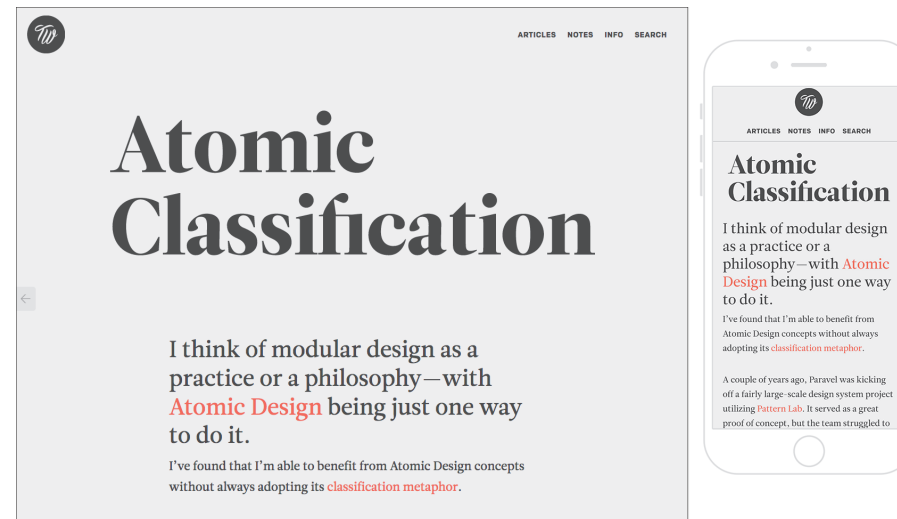 TW
ARTICLES NOTES INFO SEARCH
Atomic
Classification
I think of modular design as a
practice or a philosophy—with
Atomic Design being just one way
to do it.
I’ve found that I’m able to benefit from Atomic Design concepts
without always adopting its classification metaphor.
TW
ARTICLES NOTES INFO SEARCH
Atomic
Classification
I think of modular design
as a practice or a
philosophy—with Atomic
Design being just one way
to do it.
I’ve found that I’m able to benefit from
Atomic Design concepts without always
adopting its classification metaphor.
A couple of years ago, Paravel was kicking
off a fairly large-scale design system project
utilizing Pattern Lab. It served as a great
proof of concept, but the team struggled to